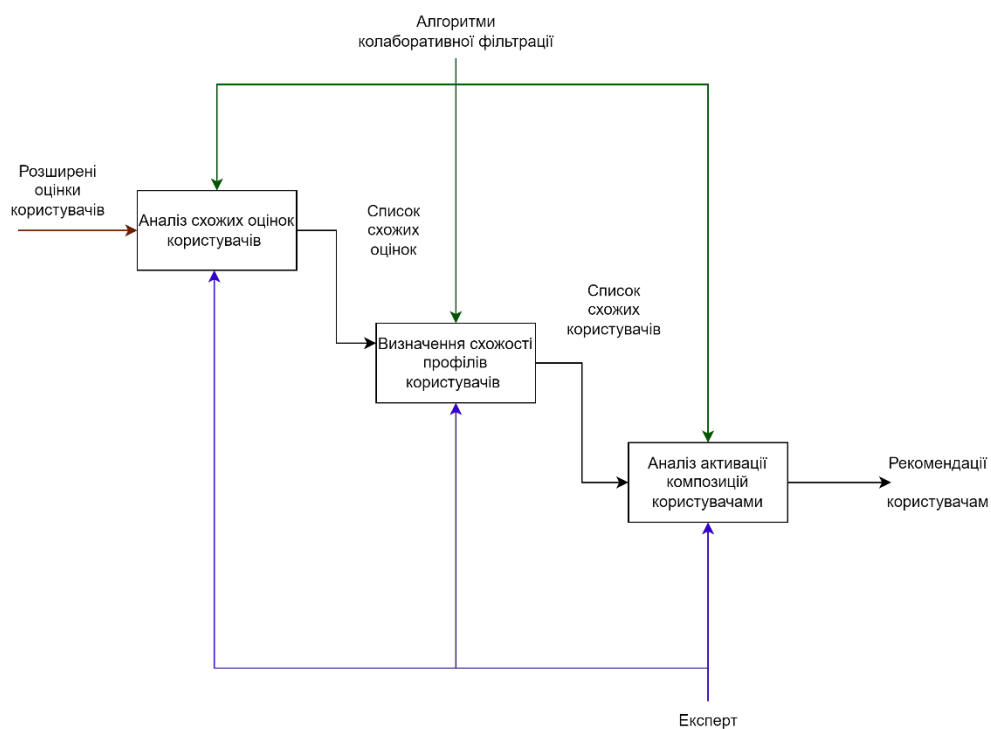 Алгоритми
колаборативної фільтрації
Розширені
оцінки
користувачів
Аналіз схожих оцінок
користувачів
Список
схожих
оцінок
Список
схожих
користувачів
Визначення схожості
профілів
користувачів
Аналіз активації
композицій
користувачами
Рекомендації
користувачам
Експерт